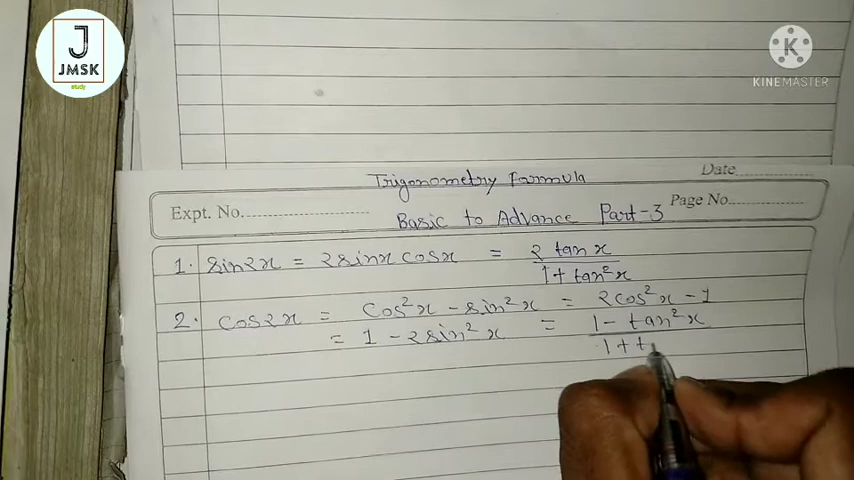 J
JMSK
study
K
KINEMASTER
Trigonometry Formula
Date
Expt. No.
Basic to Advance Part-3
Page No.
1. sin2x = 2sinx cosx = 2 tan x / 1 + tan²x
2. cos2x = cos²x - sin²x = 2cos²x - 1
= 1 - 2sin²x = 1 - tan²x / 1 + t